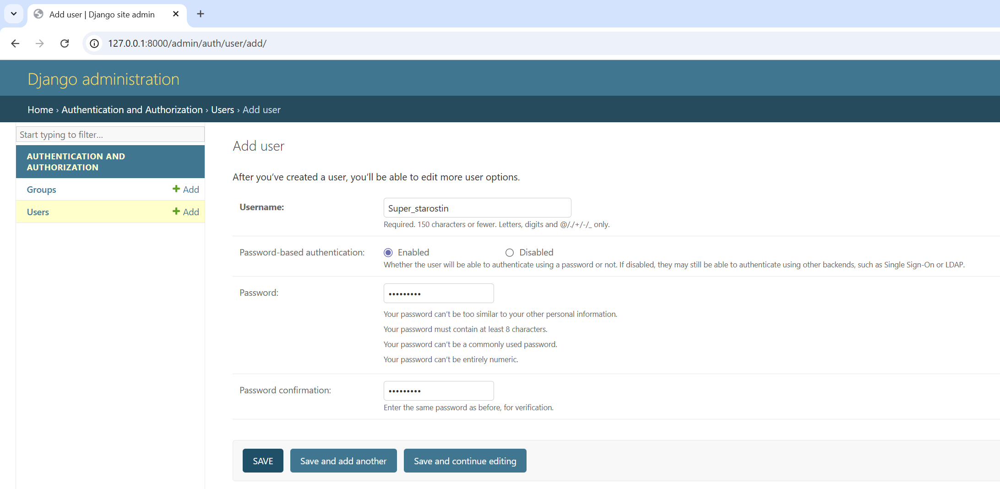 Add user | Django site admin
127.0.0.1:8000/admin/auth/user/add/
Django administration
Home › Authentication and Authorization › Users › Add user
Start typing to filter...
AUTHENTICATION AND
AUTHORIZATION
Groups + Add
Users + Add
Add user
After you’ve created a user, you’ll be able to edit more user options.
Username: Super_starostin
Required. 150 characters or fewer. Letters, digits and @/./+/-/_ only.
Password-based authentication: Enabled Disabled
Whether the user will be able to authenticate using a password or not. If disabled, they may still be able to authenticate using other backends, such as Single Sign-On or LDAP.
Password: •••••••••
Your password can’t be too similar to your other personal information.
Your password must contain at least 8 characters.
Your password can’t be a commonly used password.
Your password can’t be entirely numeric.
Password confirmation: •••••••••
Enter the same password as before, for verification.
SAVE Save and add another Save and continue editing